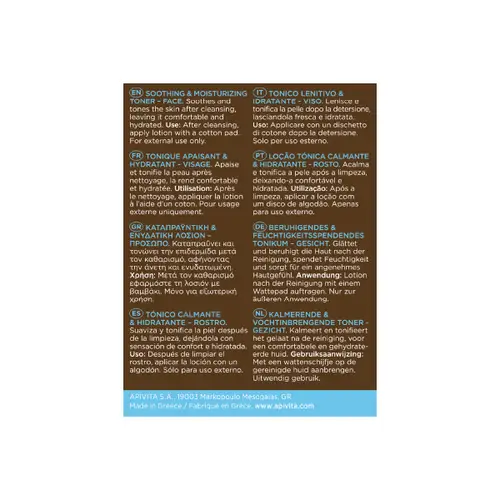 EN SOOTHING & MOISTURIZING
TONER – FACE. Soothes and
tones the skin after cleansing,
leaving it comfortable and
hydrated. Use: After cleansing,
apply lotion with a cotton pad.
For external use only.
FR TONIQUE APAISANT &
HYDRATANT – VISAGE. Apaise
et tonifie la peau après
nettoyage, la rend confortable
et hydratée. Utilisation: Après
le nettoyage, appliquer la lotion
à l'aide d'un coton. Pour usage
externe uniquement.
GR ΚΑΤΑΠΡΑΫΝΤΙΚΗ &
ΕΝΥΔΑΤΙΚΗ ΛΟΣΙΟΝ –
ΠΡΟΣΩΠΟ. Καταπραΰνει και
τονώνει την επιδερμίδα μετά
τον καθαρισμό, αφήνοντας
την άνετη και ενυδατωμένη.
Χρήση: Μετά τον καθαρισμό
εφαρμόστε τη λοσιόν με
βαμβάκι. Μόνο για εξωτερική
χρήση.
ES TÓNICO CALMANTE
& HIDRATANTE – ROSTRO.
Suaviza y tonifica la piel después
de la limpieza, dejándola con
sensación de confort e hidratada.
Uso: Después de limpiar el
rostro, aplicar la loción con un
algodón. Sólo para uso externo.
IT TONICO LENITIVO &
IDRATANTE – VISO. Lenisce e
tonifica la pelle dopo la detersione,
lasciandola fresca e idratata.
Uso: Applicare con un dischetto
di cotone dopo la detersione.
Solo per uso esterno.
PT LOÇÃO TÓNICA CALMANTE
& HIDRATANTE – ROSTO. Acalma
e tonifica a pele após a limpeza,
deixando-a confortável e
hidratada. Utilização: Após a
limpeza, aplicar a loção com
um disco de algodão. Apenas
para uso externo.
DE BERUHIGENDES &
FEUCHTIGKEITSSPENDENDES
TONIKUM – GESICHT. Glättet
und beruhigt die Haut nach der
Reinigung, spendet Feuchtigkeit
und sorgt für ein angenehmes
Hautgefühl. Anwendung: Lotion
nach der Reinigung mit einem
Wattepad auftragen. Nur zur
äußeren Anwendung.
NL KALMERENDE &
VOCHTINBRENGENDE TONER –
GEZICHT. Kalmeert en tonifieert
het gelaat na de reiniging, voor
een comfortabele en gehydrate-
erde huid. Gebruiksaanwijzing:
Met een wattenschijfje op de
gereinigde huid aanbrengen.
Uitwendig gebruik.
APIVITA S.A., 19003 Markopoulo Mesogaias, GR
Made in Greece / Fabriqué en Grèce, www.apivita.com